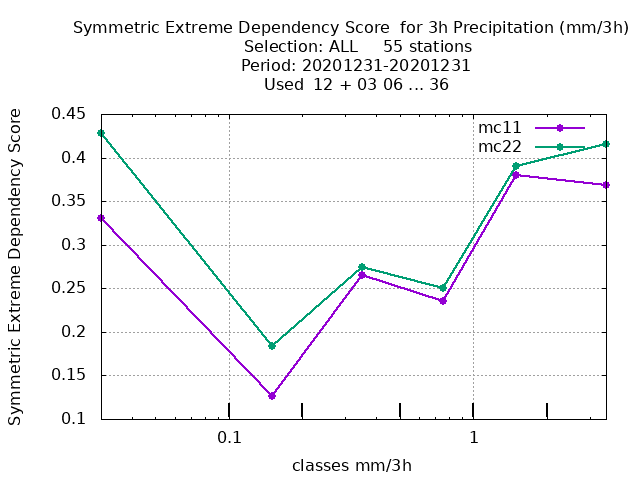 Symmetric Extreme Dependency Score  for 3h Precipitation (mm/3h)
Selection: ALL     55 stations
Period: 20201231-20201231
Used  12 + 03 06 ... 36
Symmetric Extreme Dependency Score
0.45
0.4
0.35
0.3
0.25
0.2
0.15
0.1
mc11
mc22
0.1
1
classes mm/3h